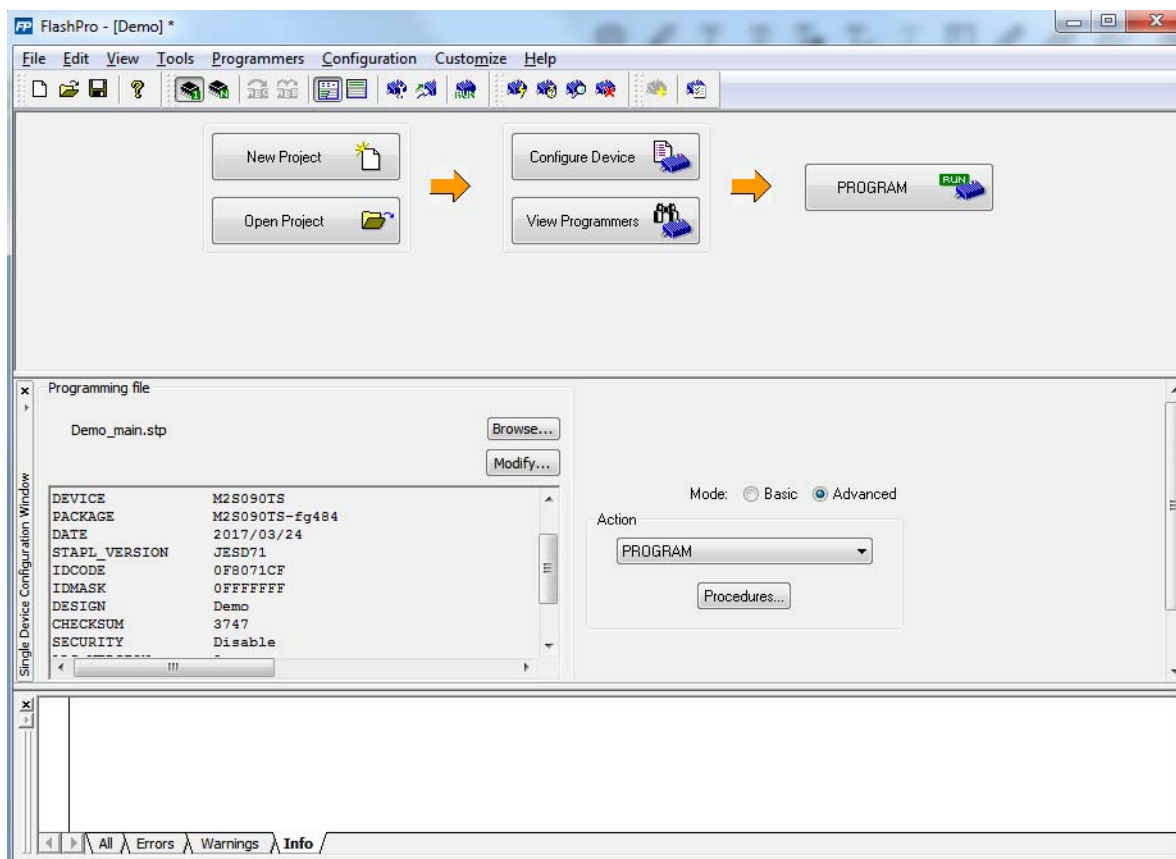 FP FlashPro - [Demo] *
File Edit View Tools Programmers Configuration Customize Help
RUN
New Project
Open Project
Configure Device
View Programmers
PROGRAM RUN
Programming file
Demo_main.stp
Browse...
Modify...
DEVICE M2S090TS
PACKAGE M2S090TS-fg484
DATE 2017/03/24
STAPL_VERSION JESD71
IDCODE 0F8071CF
IDMASK 0FFFFFFF
DESIGN Demo
CHECKSUM 3747
SECURITY Disable
Mode: Basic Advanced
Action
PROGRAM
Procedures...
Single Device Configuration Window
All Errors Warnings Info